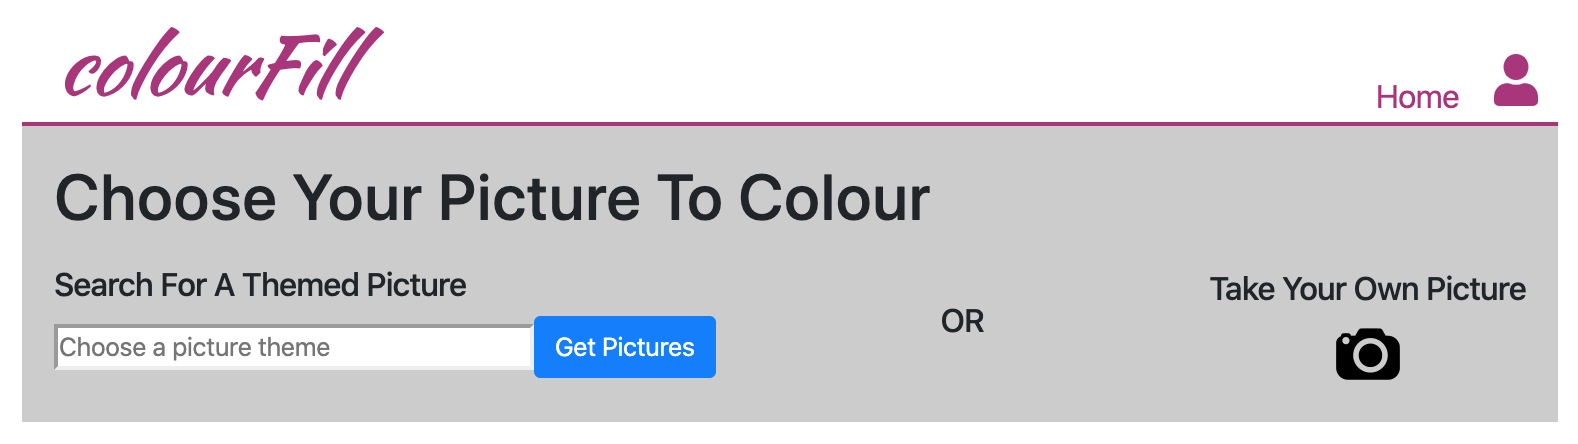 colourFill
Home
Choose Your Picture To Colour
Search For A Themed Picture
Choose a picture theme
Get Pictures
OR
Take Your Own Picture